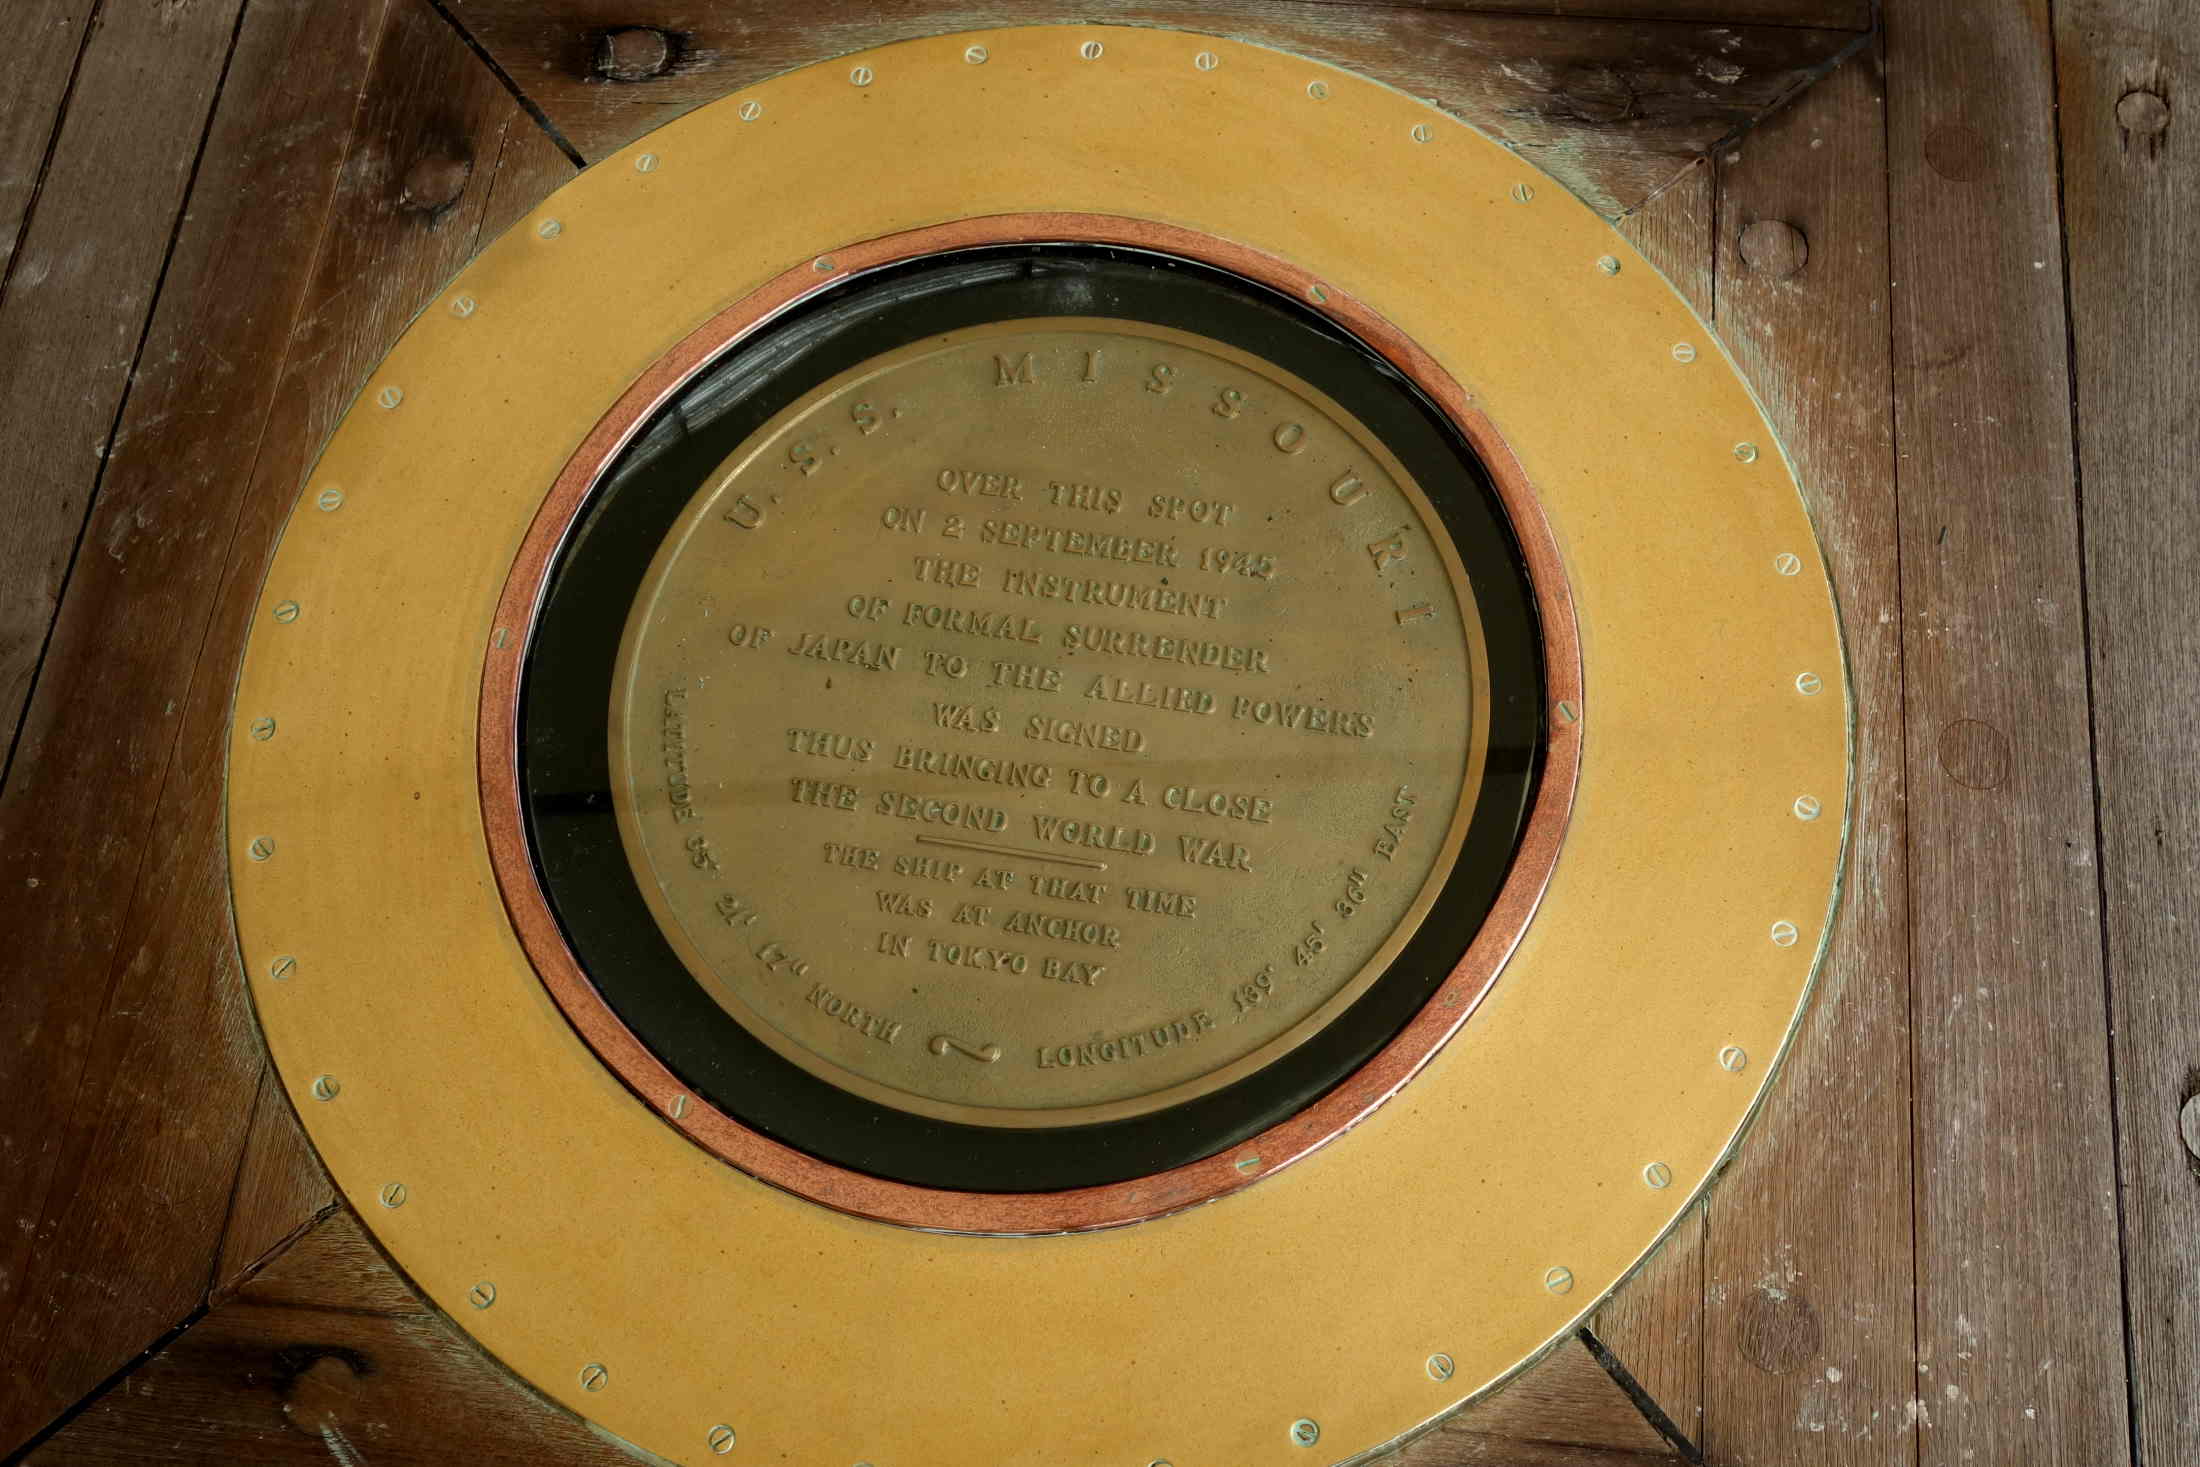 U.S.S. MISSOURI
OVER THIS SPOT
ON 2 SEPTEMBER 1945
THE INSTRUMENT
OF FORMAL SURRENDER
OF JAPAN TO THE ALLIED POWERS
WAS SIGNED
THUS BRINGING TO A CLOSE
THE SECOND WORLD WAR
THE SHIP AT THAT TIME
WAS AT ANCHOR
IN TOKYO BAY
LATITUDE 35° 21' 17" NORTH ~ LONGITUDE 139° 45' 36" EAST